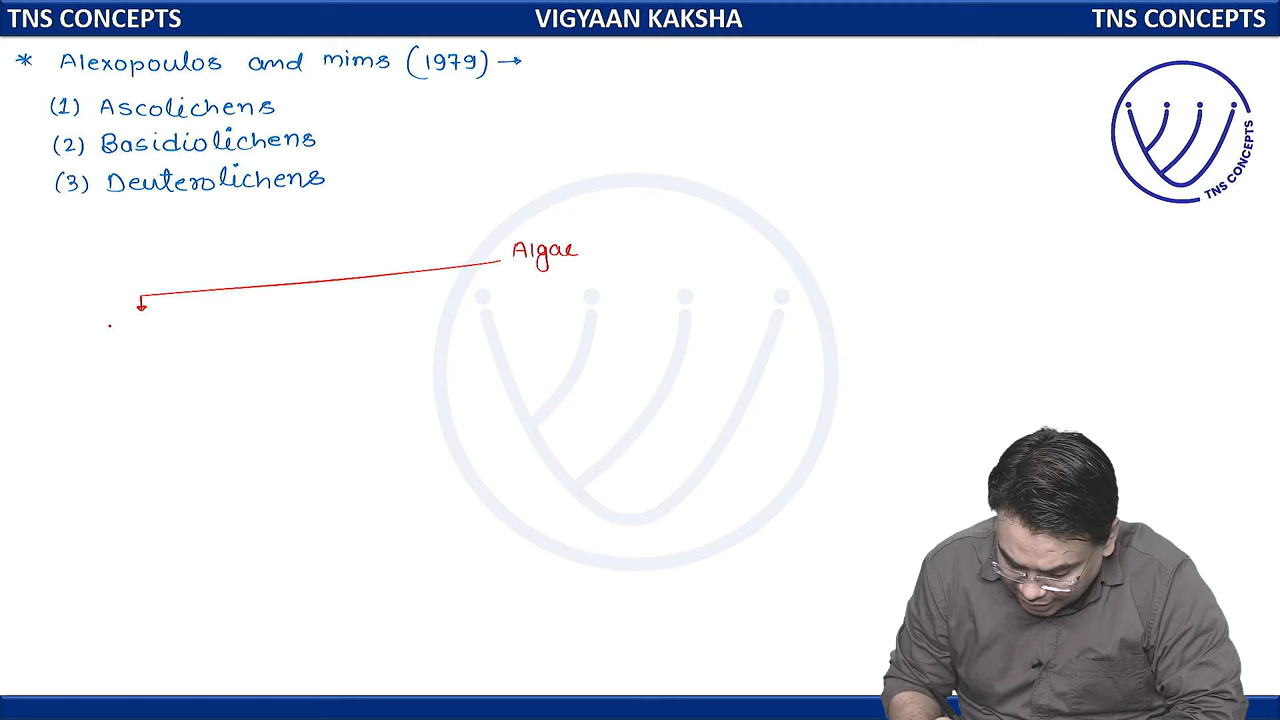 TNS CONCEPTS VIGYAAN KAKSHA TNS CONCEPTS
* Alexopoulos and mims (1979) →
(1) Ascolichens
(2) Basidiolichens
(3) Deuterolichens
TNS CONCEPTS
Algae